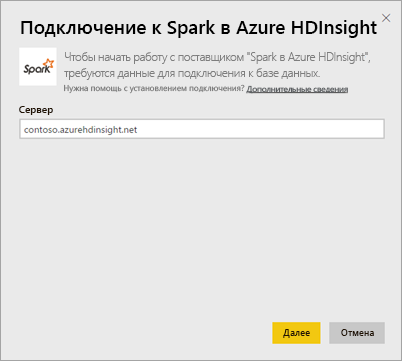 Подключение к Spark в Azure HDInsight
Spark
Чтобы начать работу с поставщиком "Spark в Azure HDInsight",
требуются данные для подключения к базе данных.
Нужна помощь с установлением подключения? Дополнительные сведения
Сервер
contoso.azurehdinsight.net
Далее
Отмена